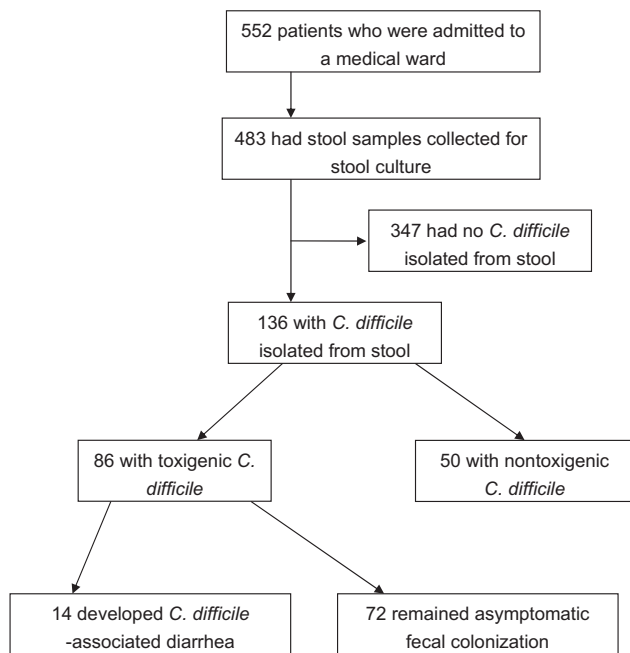 552 patients who were admitted to
a medical ward
483 had stool samples collected for
stool culture
347 had no C. difficile
isolated from stool
136 with C. difficile
isolated from stool
86 with toxigenic C.
difficile
50 with nontoxigenic
C. difficile
14 developed C. difficile
-associated diarrhea
72 remained asymptomatic
fecal colonization